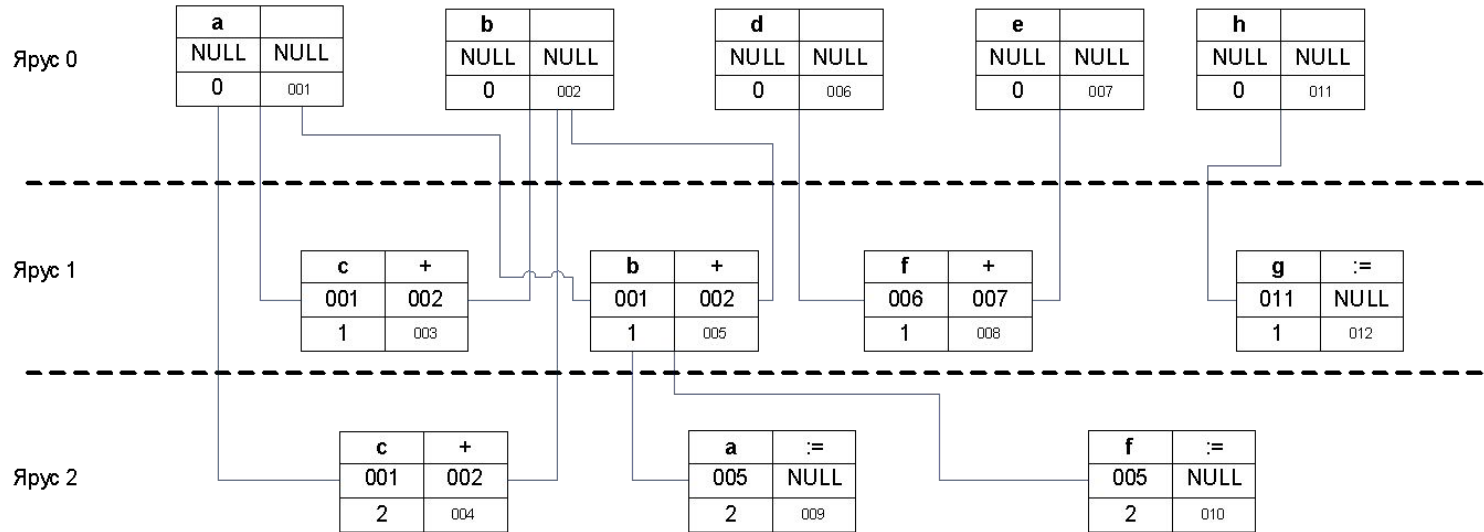 a b d e h
Ярус 0 NULL NULL NULL NULL NULL NULL NULL NULL NULL NULL
0 001 0 002 0 006 0 007 0 011
c + b + f + g :=
Ярус 1 001 002 001 002 006 007 011 NULL
1 003 1 005 1 008 1 012
c + a := f :=
Ярус 2 001 002 005 NULL 005 NULL
2 004 2 009 2 010